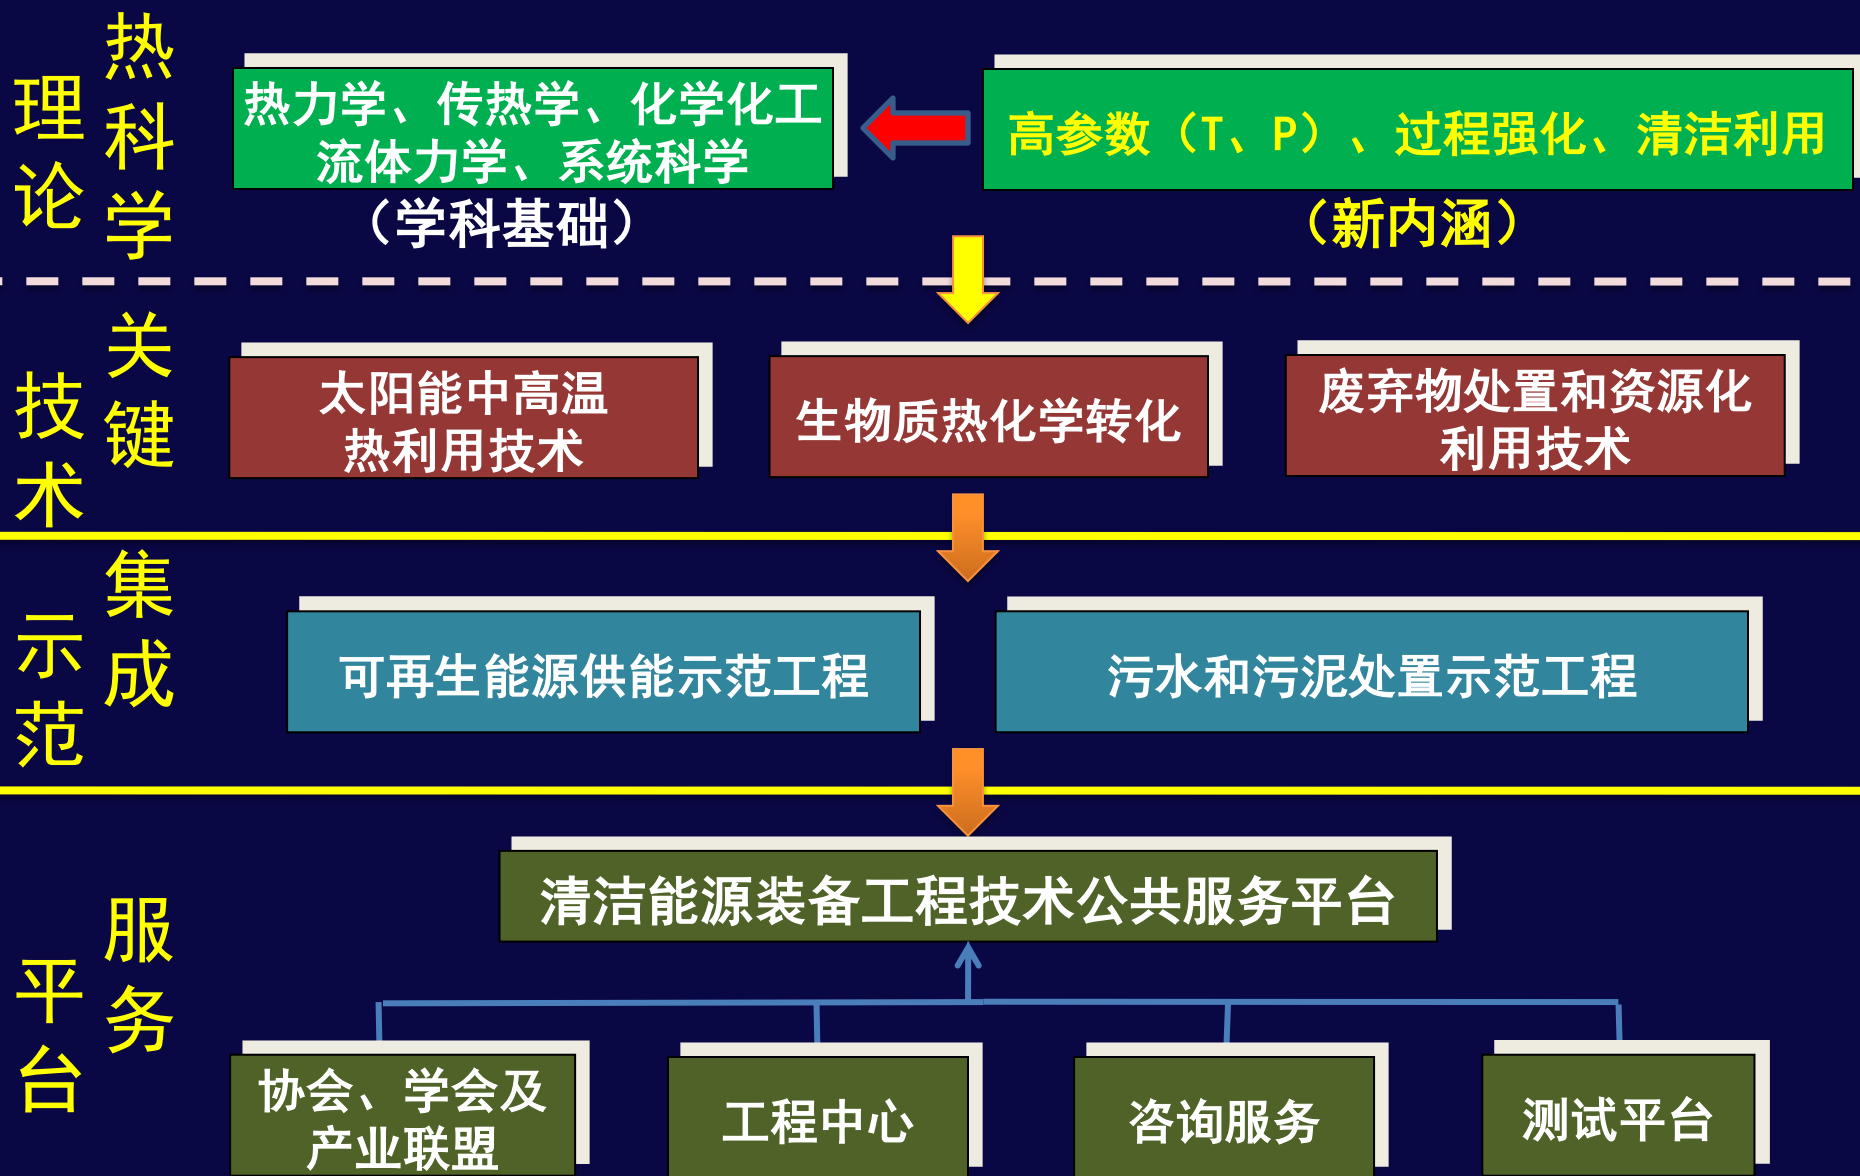 热科学
理论
热力学、传热学、化学化工
流体力学、系统科学
（学科基础）
高参数（T、P）、过程强化、清洁利用
（新内涵）
关键
技术
太阳能中高温
热利用技术
生物质热化学转化
废弃物处置和资源化
利用技术
集成
示范
可再生能源供能示范工程
污水和污泥处置示范工程
服务
平台
清洁能源装备工程技术公共服务平台
协会、学会及
产业联盟
工程中心
咨询服务
测试平台